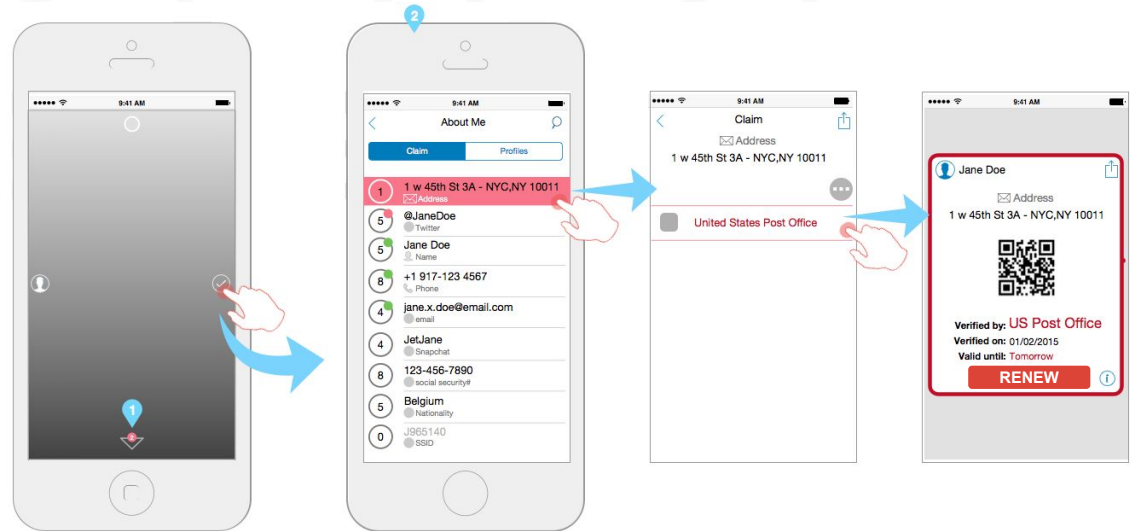 9:41 AM
1
2
2
9:41 AM
About Me
Claim
Profiles
1
1 w 45th St 3A - NYC,NY 10011
Address
5
@JaneDoe
Twitter
5
Jane Doe
Name
8
+1 917-123 4567
Phone
4
jane.x.doe@email.com
email
4
JetJane
Snapchat
8
123-456-7890
social security#
5
Belgium
Nationality
0
J965140
SSID
9:41 AM
Claim
Address
1 w 45th St 3A - NYC,NY 10011
United States Post Office
9:41 AM
Jane Doe
Address
1 w 45th St 3A - NYC,NY 10011
Verified by: US Post Office
Verified on: 01/02/2015
Valid until: Tomorrow
RENEW
i